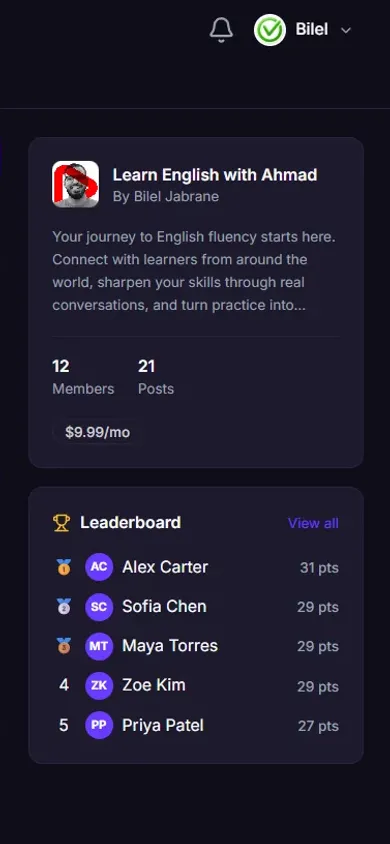 Bilel
Learn English with Ahmad
By Bilel Jabrane
Your journey to English fluency starts here.
Connect with learners from around the
world, sharpen your skills through real
conversations, and turn practice into...
12 21
Members Posts
$9.99/mo
Leaderboard View all
1 AC Alex Carter 31 pts
2 SC Sofia Chen 29 pts
3 MT Maya Torres 29 pts
4 ZK Zoe Kim 29 pts
5 PP Priya Patel 27 pts